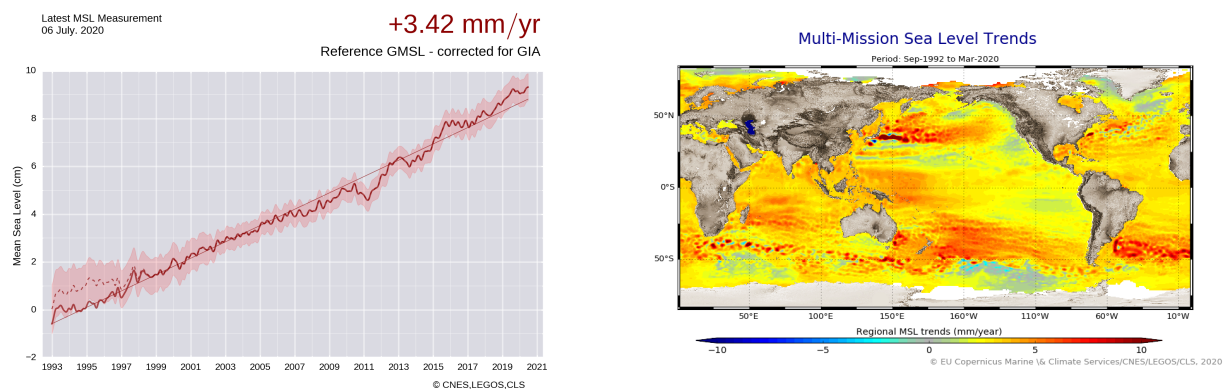 Latest MSL Measurement
06 July. 2020
+3.42 mm/yr
Reference GMSL - corrected for GIA
Mean Sea Level (cm)
10
8
6
4
2
0
−2
1993
1995
1997
1999
2001
2003
2005
2007
2009
2011
2013
2015
2017
2019
2021
© CNES,LEGOS,CLS
Multi-Mission Sea Level Trends
Period: Sep-1992 to Mar-2020
50°N
0°S
50°S
50°E
100°E
150°E
160°W
110°W
60°W
10°W
Regional MSL trends (mm/year)
−10
−5
0
5
10
© EU Copernicus Marine \& Climate Services/CNES/LEGOS/CLS, 2020